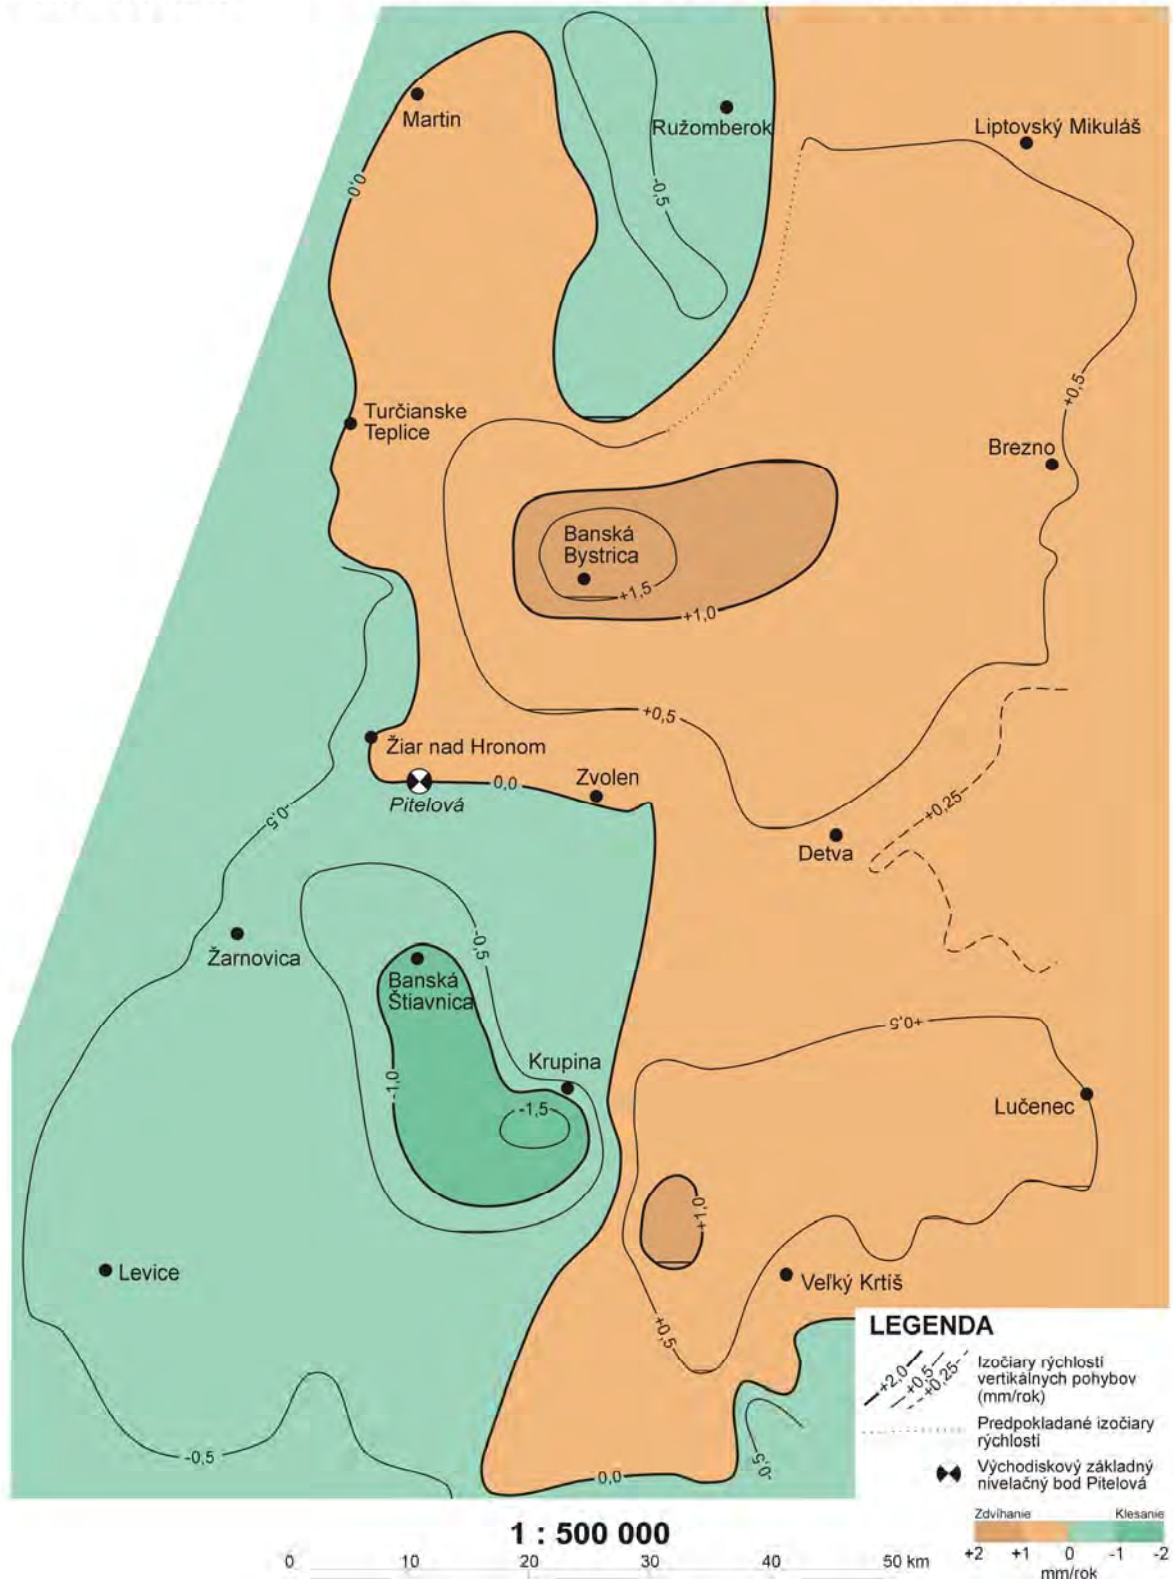 Martin
Ružomberok
Liptovský Mikuláš
0,0
-0,5
Turčianske
Teplice
+0,5
Brezno
Banská
Bystrica
+1,5
+1,0
+0,5
Žiar nad Hronom
Pitelová
0,0
Zvolen
-0,5
+0,25
Detva
Žarnovica
-0,5
Banská
Štiavnica
+0,5
Krupina
-1,0
-1,5
Lučenec
+1,0
Levice
Veľký Krtíš
+0,5
-0,5
-0,5
0,0
LEGENDA
+2,0
+0,5
+0,25
Izočiary rýchlostí
vertikálnych pohybov
(mm/rok)
Predpokladané izočiary
rýchlostí
Východiskový základný
nivelačný bod Pitelová
Zdvíhanie Klesanie
+2 +1 0 -1 -2
mm/rok
1 : 500 000
0 10 20 30 40 50 km